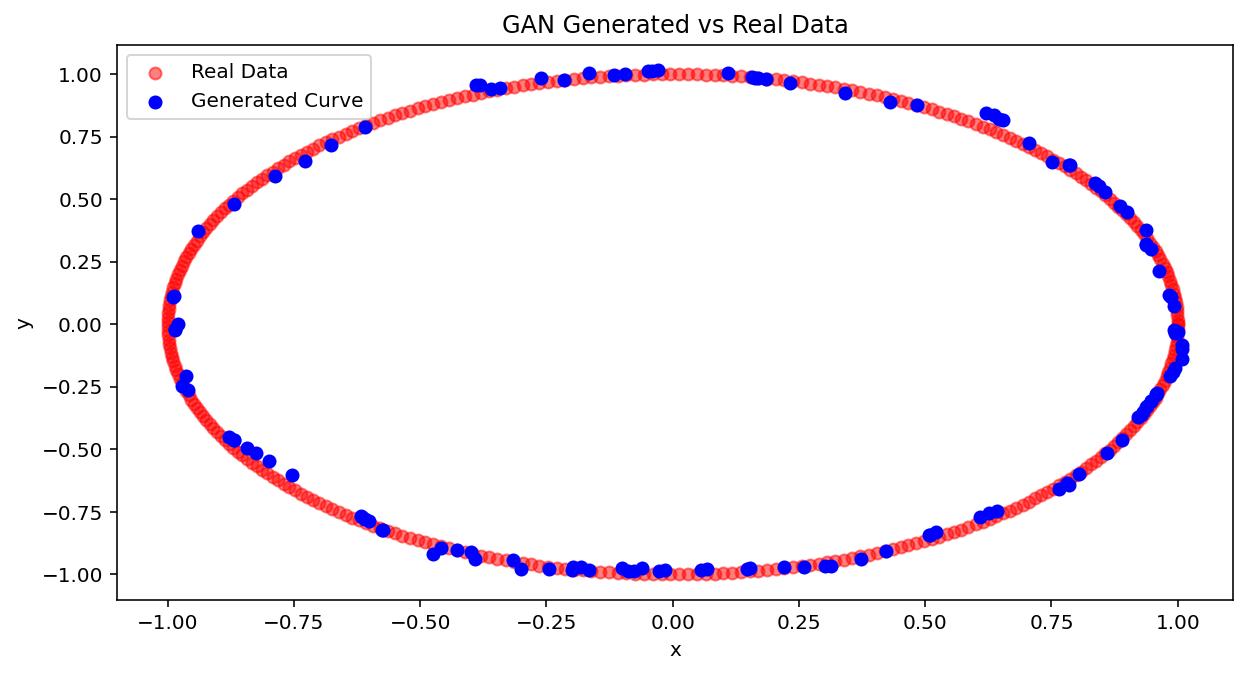 GAN Generated vs Real Data
Real Data
Generated Curve
1.00
0.75
0.50
0.25
0.00
−0.25
−0.50
−0.75
−1.00
y
−1.00 −0.75 −0.50 −0.25 0.00 0.25 0.50 0.75 1.00
x